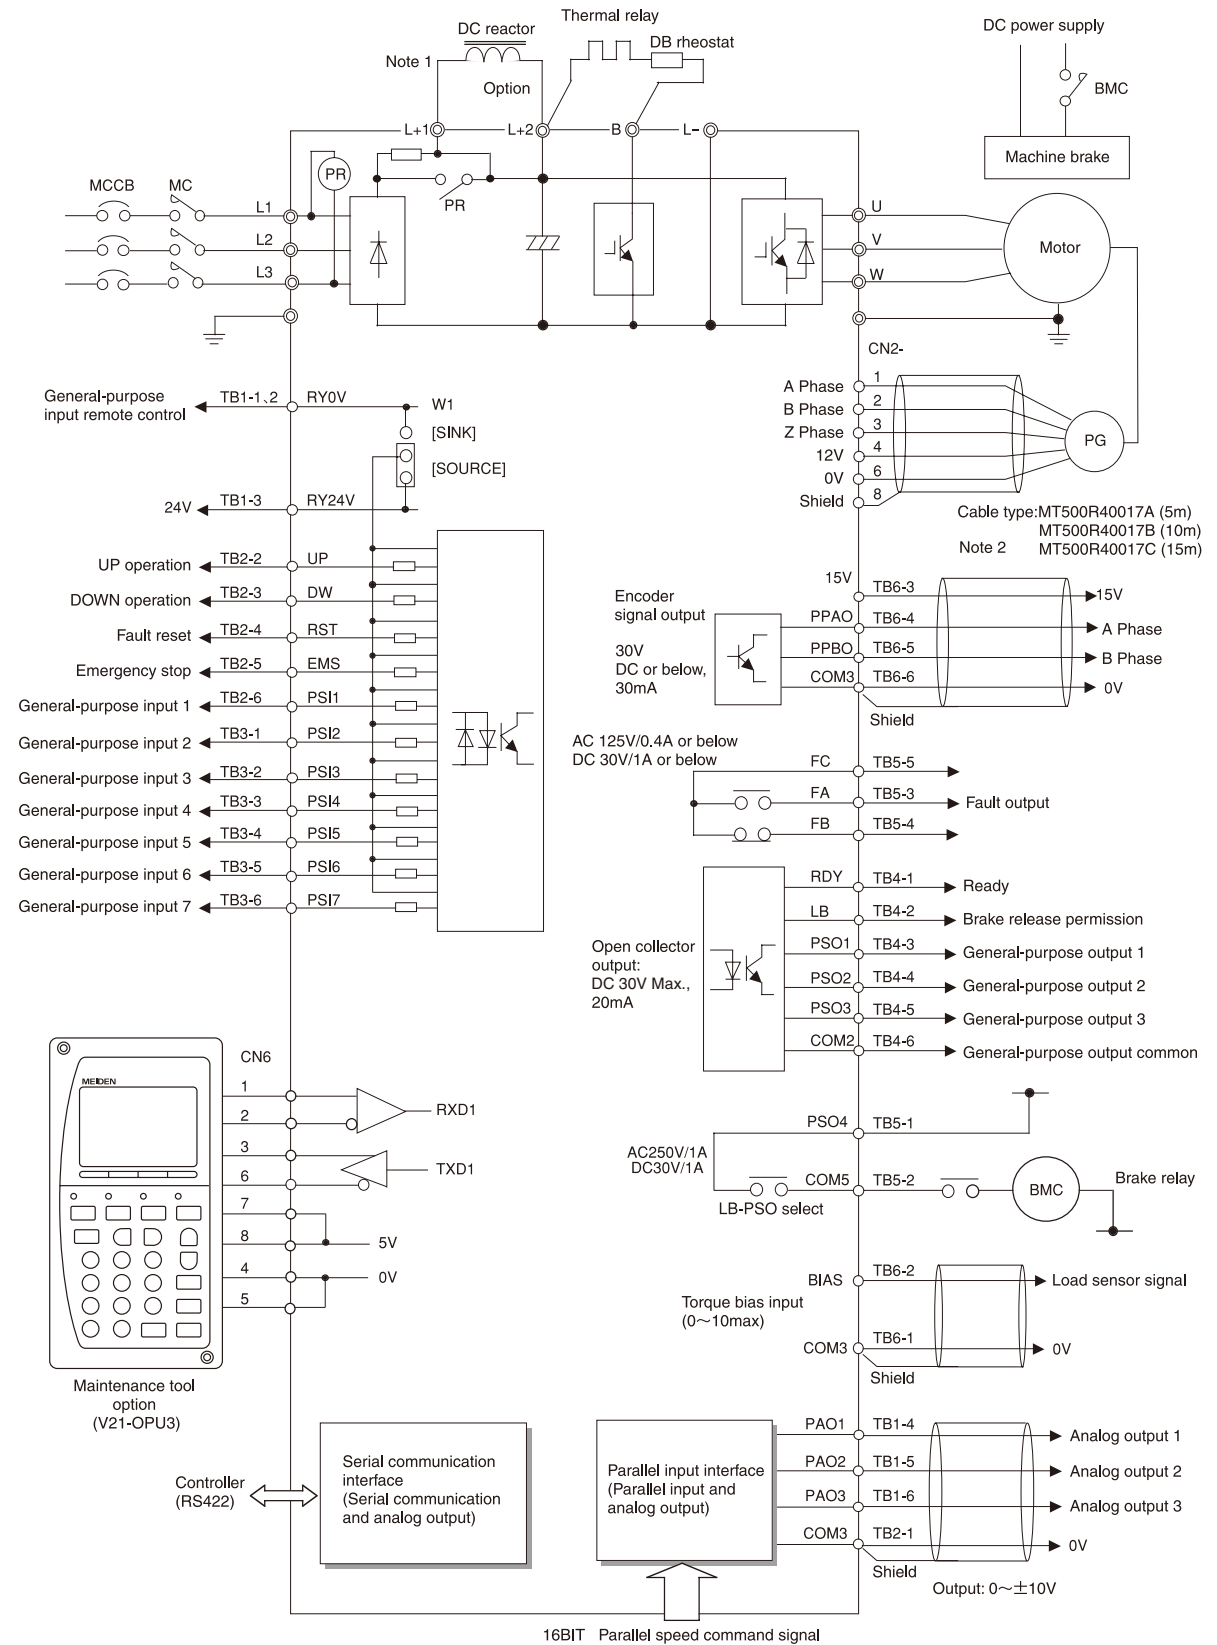 Thermal relay
DC reactor
DB rheostat
DC power supply
Note 1
Option
BMC
L+1
L+2
B
L−
Machine brake
MCCB
MC
PR
PR
L1
L2
L3
U
V
W
Motor
CN2-
General-purpose
input remote control
TB1-1、2
RY0V
W1
[SINK]
[SOURCE]
24V
TB1-3
RY24V
A Phase
1
B Phase
2
Z Phase
3
12V
4
0V
6
Shield
8
PG
Cable type:MT500R40017A (5m)
MT500R40017B (10m)
Note 2
MT500R40017C (15m)
UP operation
TB2-2
UP
DOWN operation
TB2-3
DW
Fault reset
TB2-4
RST
Emergency stop
TB2-5
EMS
General-purpose input 1
TB2-6
PSI1
General-purpose input 2
TB3-1
PSI2
General-purpose input 3
TB3-2
PSI3
General-purpose input 4
TB3-3
PSI4
General-purpose input 5
TB3-4
PSI5
General-purpose input 6
TB3-5
PSI6
General-purpose input 7
TB3-6
PSI7
Encoder
signal output
30V
DC or below,
30mA
15V
TB6-3
15V
PPAO
TB6-4
A Phase
PPBO
TB6-5
B Phase
COM3
TB6-6
0V
Shield
AC 125V/0.4A or below
DC 30V/1A or below
FC
TB5-5
FA
TB5-3
Fault output
FB
TB5-4
Open collector
output:
DC 30V Max.,
20mA
RDY
TB4-1
Ready
LB
TB4-2
Brake release permission
PSO1
TB4-3
General-purpose output 1
PSO2
TB4-4
General-purpose output 2
PSO3
TB4-5
General-purpose output 3
COM2
TB4-6
General-purpose output common
CN6
MEIDEN
1
2
3
6
7
8
4
5
RXD1
TXD1
5V
0V
Maintenance tool
option
(V21-OPU3)
PSO4
TB5-1
AC250V/1A
DC30V/1A
COM5
TB5-2
LB-PSO select
BMC
Brake relay
BIAS
TB6-2
Load sensor signal
Torque bias input
(0～10max)
COM3
TB6-1
0V
Shield
Controller
(RS422)
Serial communication
interface
(Serial communication
and analog output)
Parallel input interface
(Parallel input and
analog output)
PAO1
TB1-4
Analog output 1
PAO2
TB1-5
Analog output 2
PAO3
TB1-6
Analog output 3
COM3
TB2-1
0V
Shield
Output: 0～±10V
16BIT Parallel speed command signal